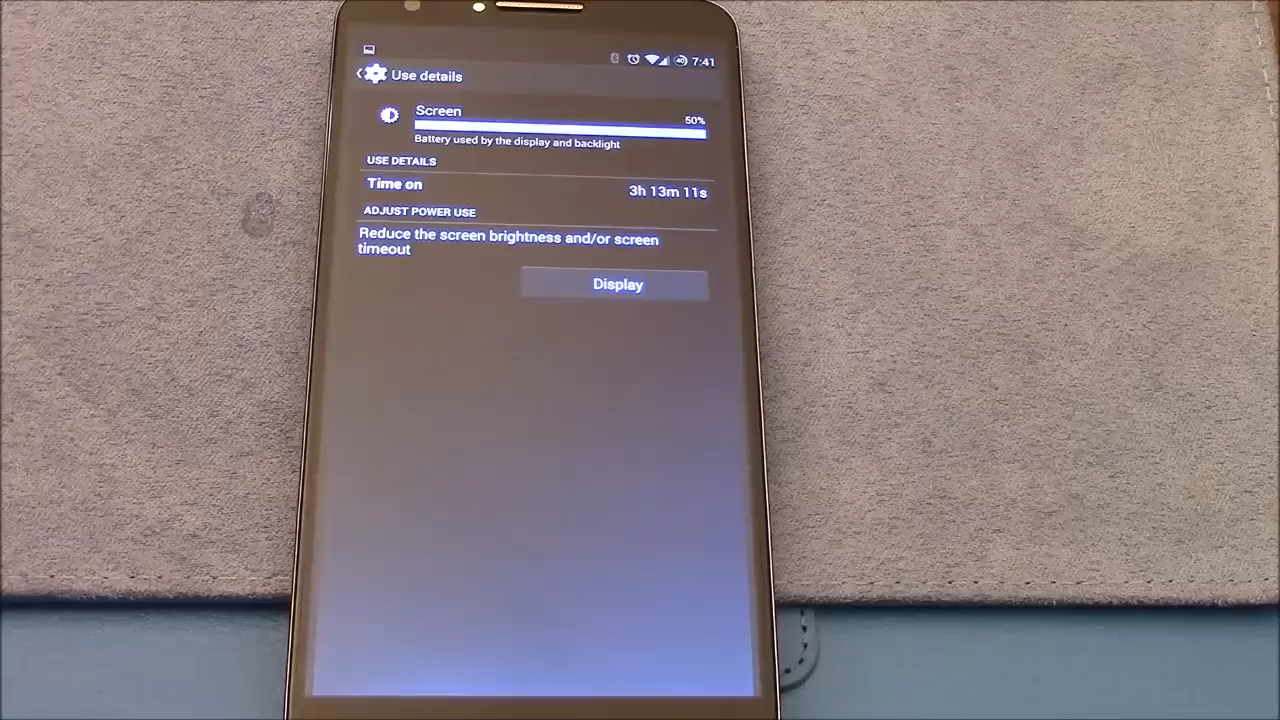 40 7:41
Use details
Screen 50%
Battery used by the display and backlight
USE DETAILS
Time on 3h 13m 11s
ADJUST POWER USE
Reduce the screen brightness and/or screen
timeout
Display